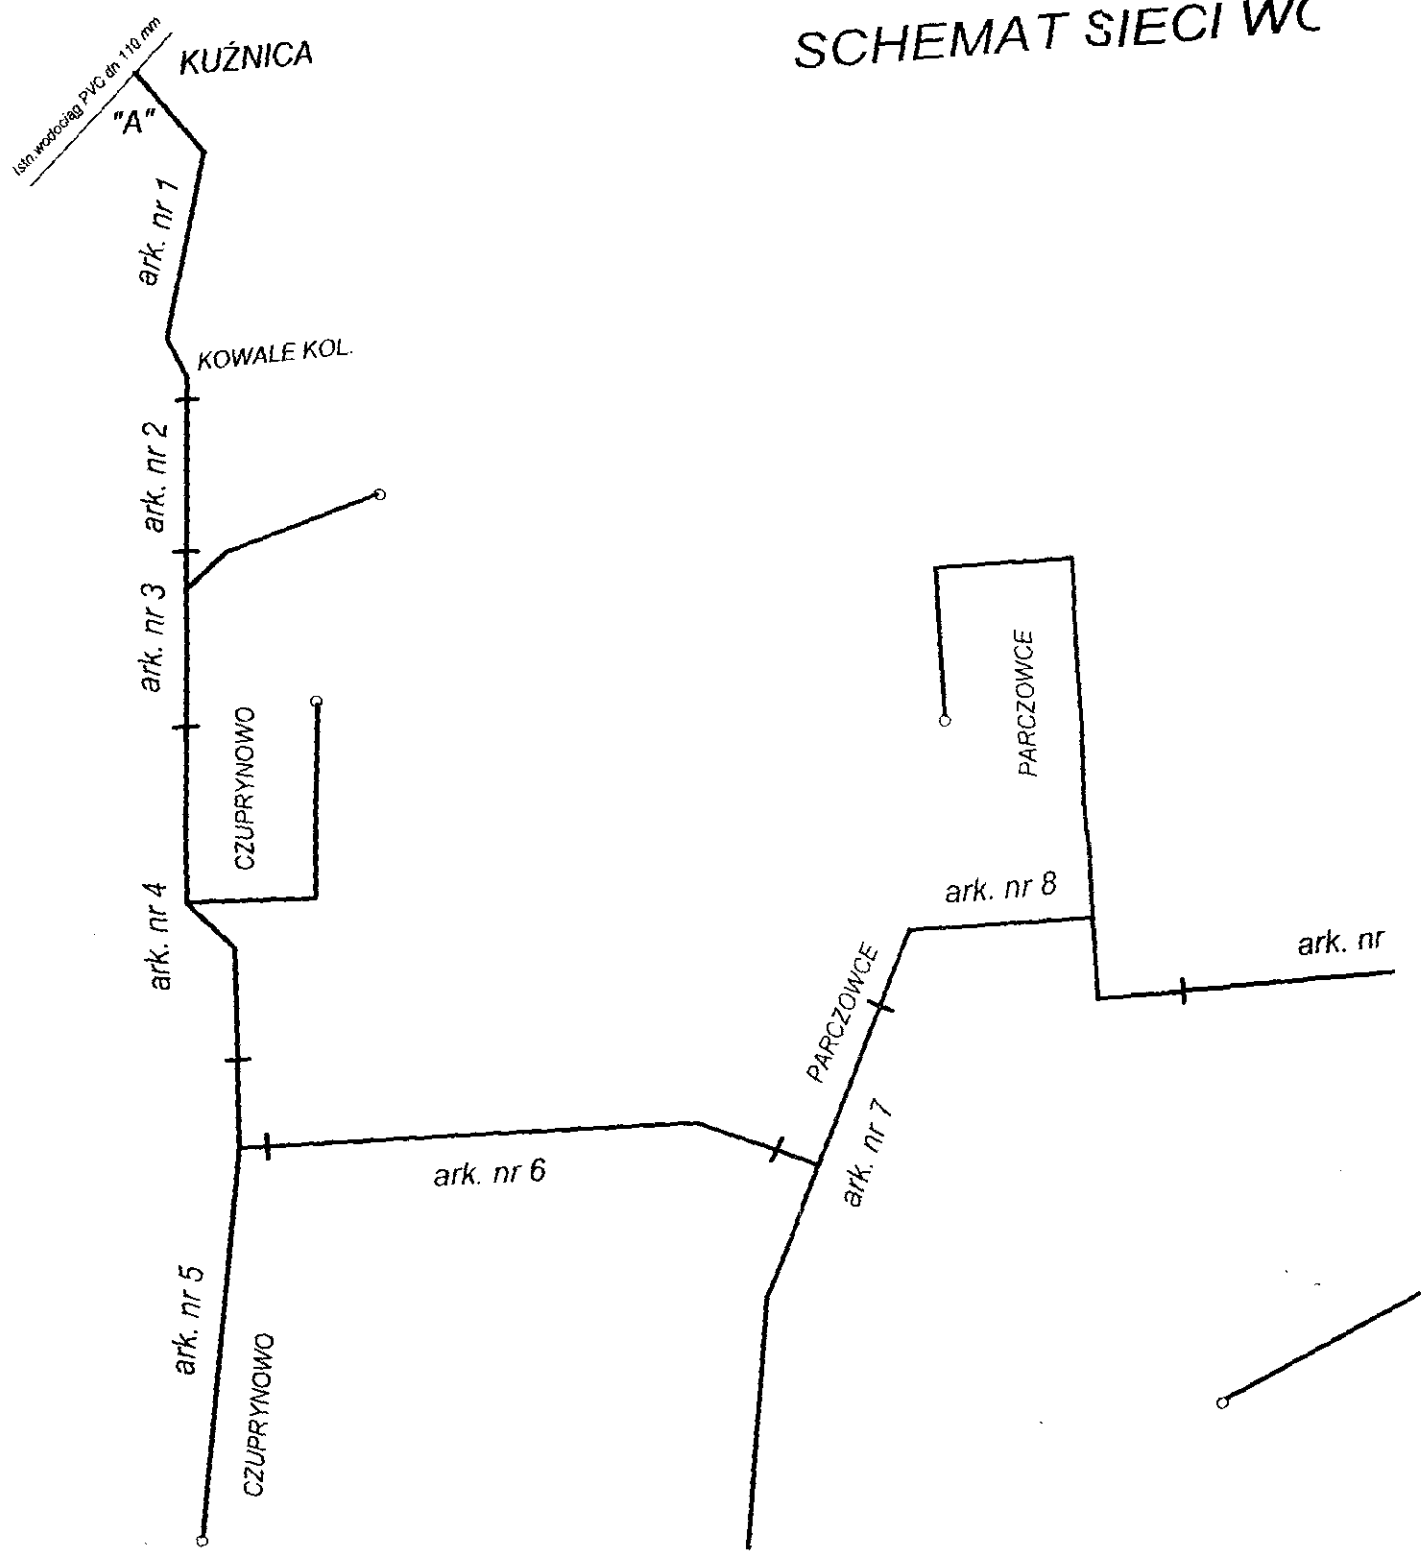 SCHEMAT SIECI
Istn.wodociąg PVC dn 110 mm
KUŹNICA
"A"
ark. nr 1
KOWALE KOL.
ark. nr 2
ark. nr 3
CZUPRYNOWO
PARCZOWCE
ark. nr 4
ark. nr 8
PARCZOWCE
ark. nr
ark. nr 7
ark. nr 6
ark. nr 5
CZUPRYNOWO